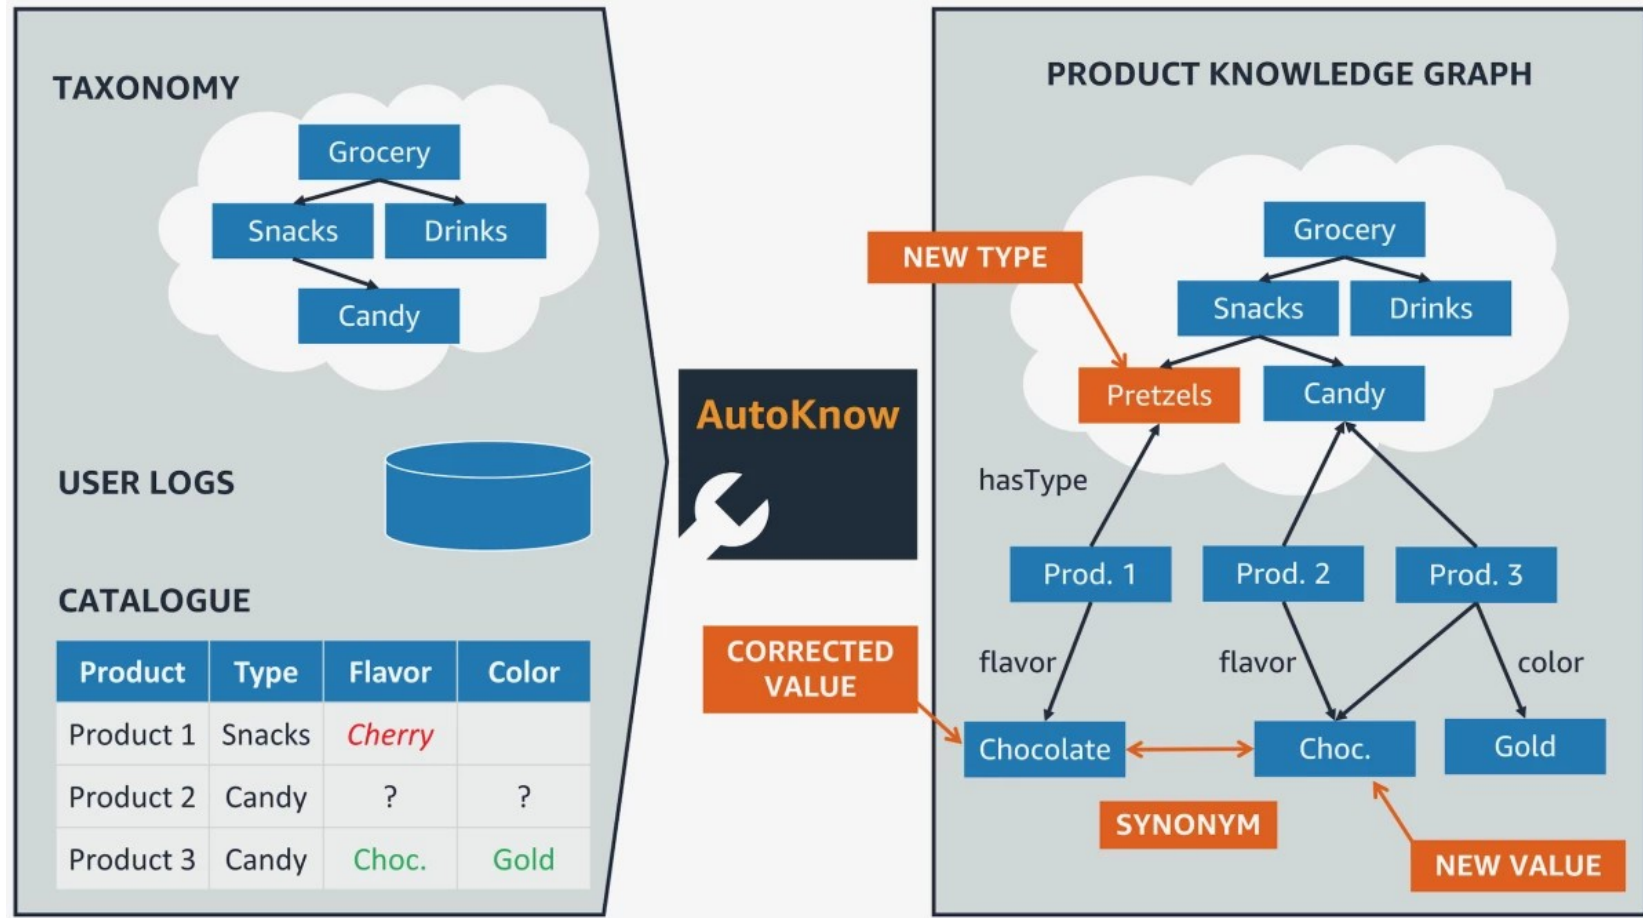 TAXONOMY
Grocery
Snacks Drinks
Candy
USER LOGS
CATALOGUE
Product Type Flavor Color
Product 1 Snacks Cherry
Product 2 Candy ? ?
Product 3 Candy Choc. Gold
AutoKnow
PRODUCT KNOWLEDGE GRAPH
NEW TYPE
Grocery
Snacks Drinks
Pretzels Candy
hasType
Prod. 1 Prod. 2 Prod. 3
CORRECTED
VALUE
flavor flavor color
Chocolate Choc. Gold
SYNONYM
NEW VALUE